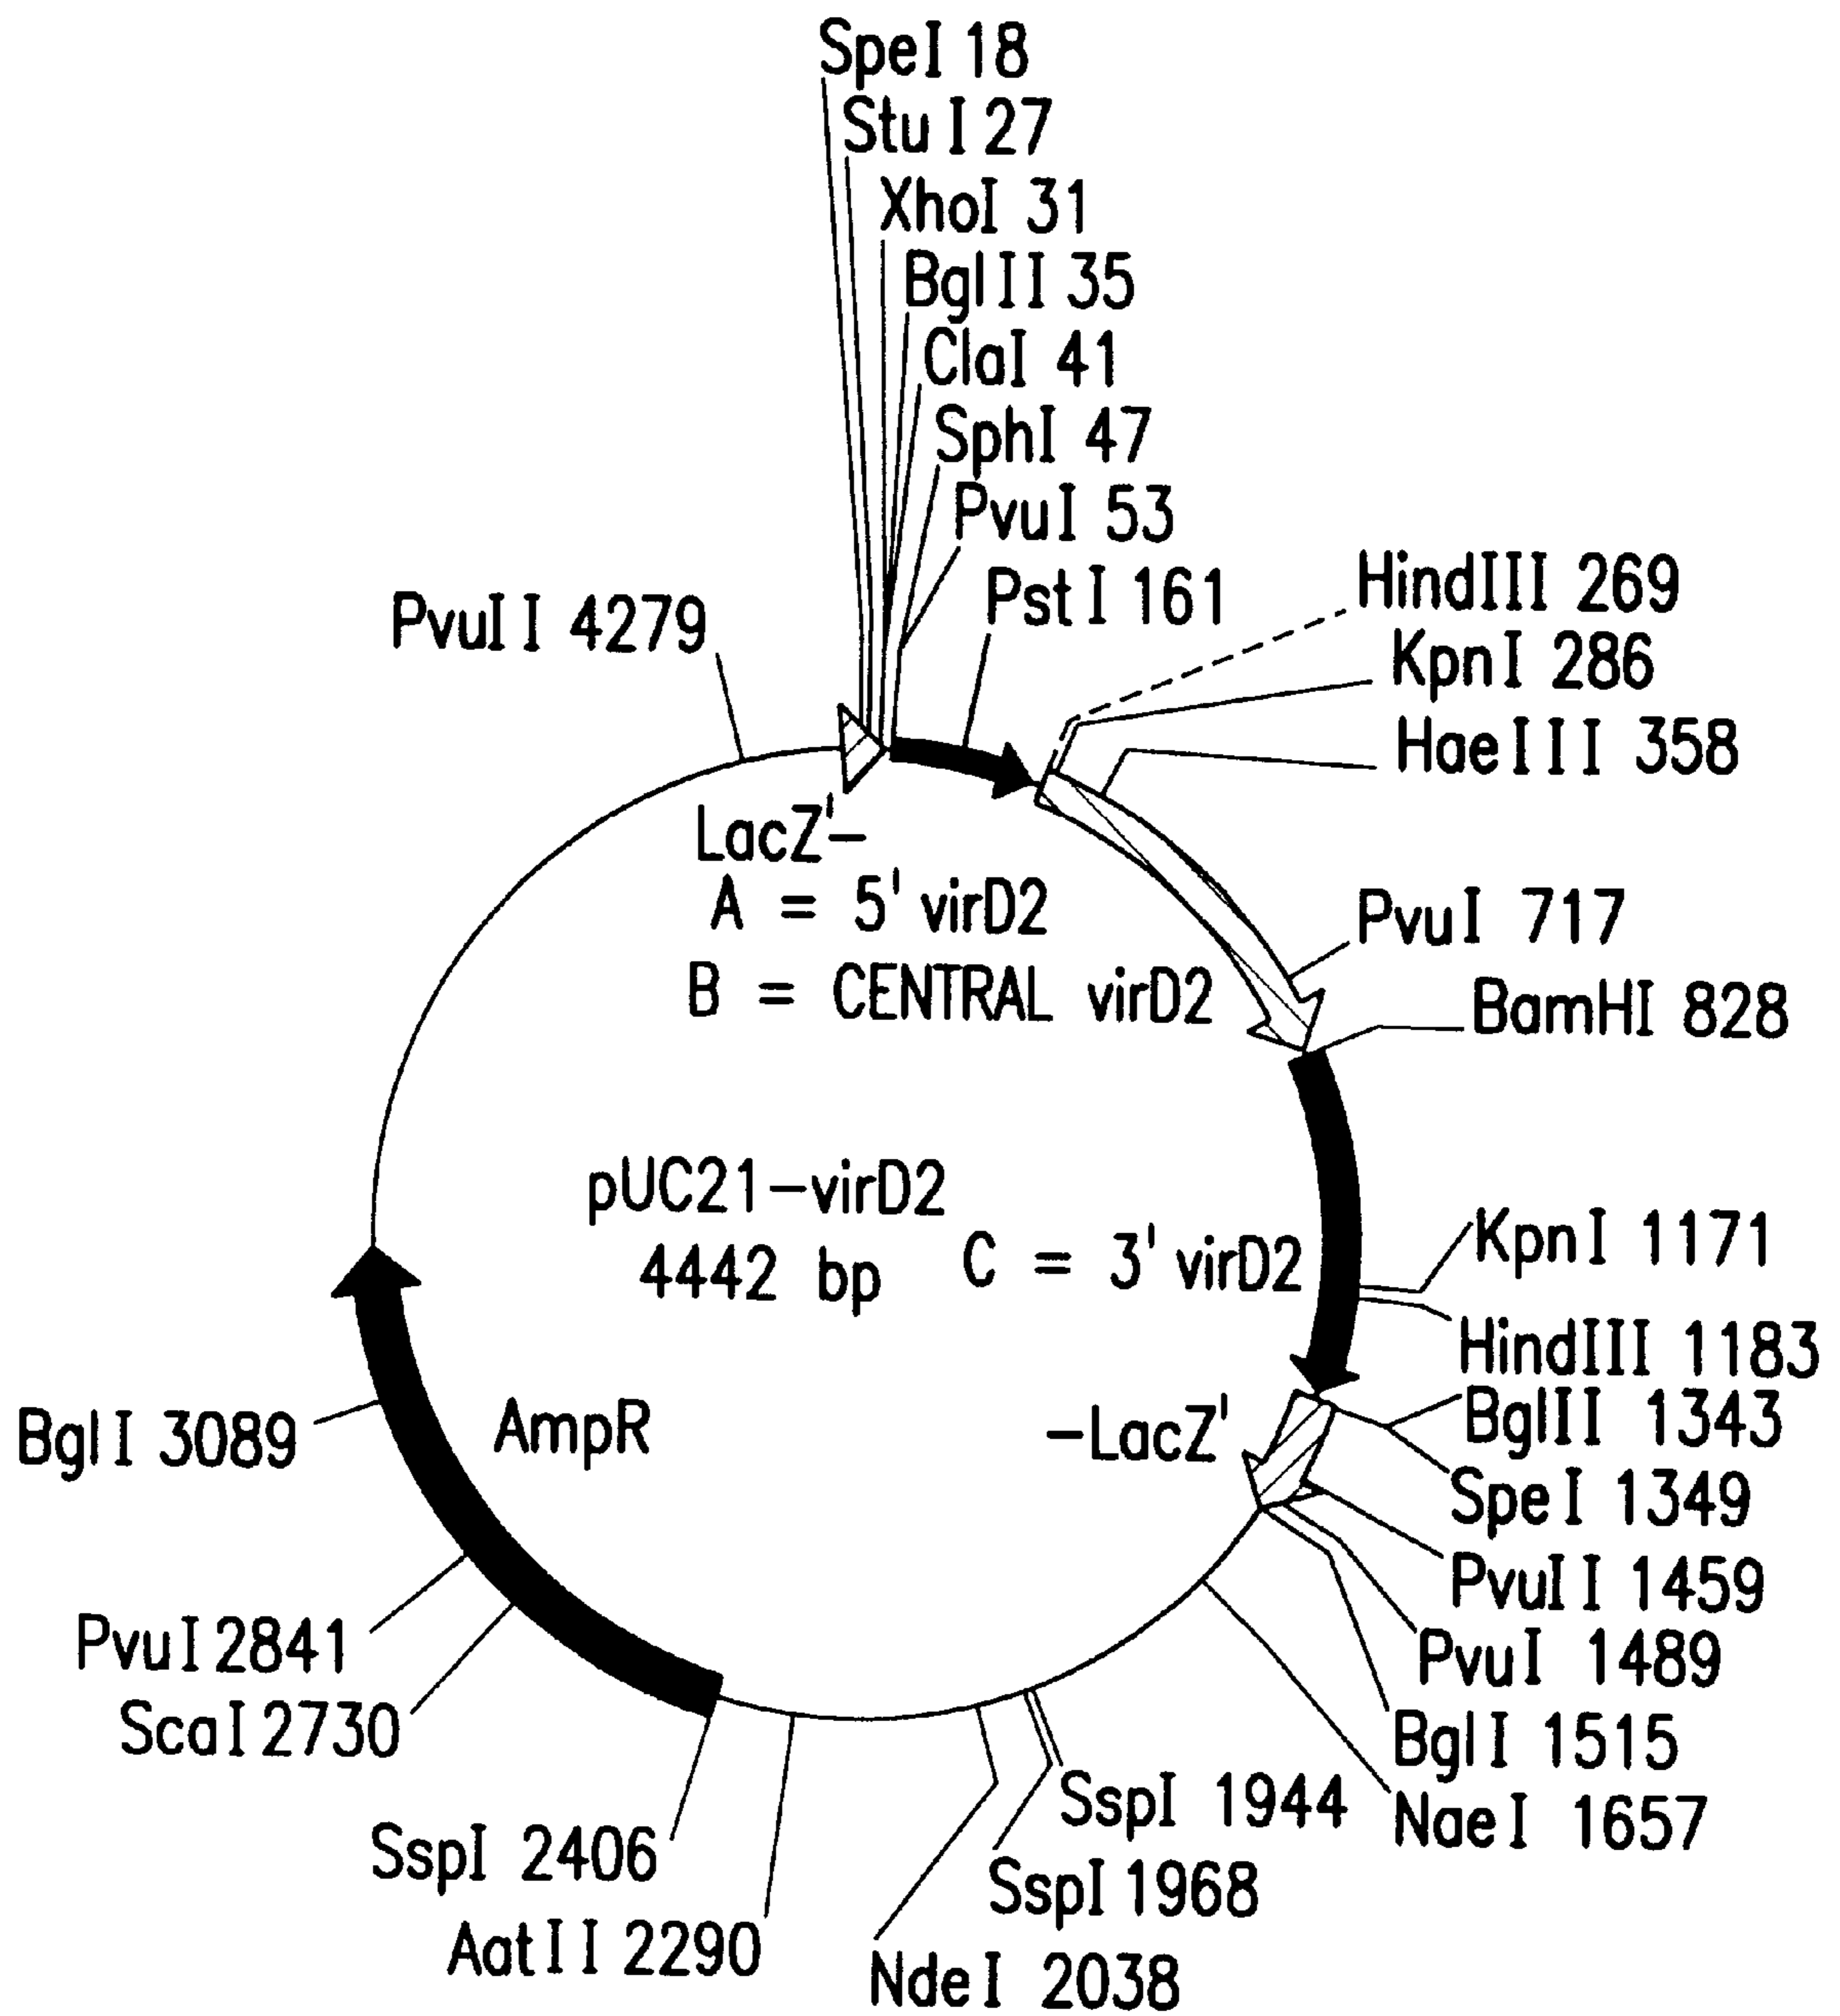 SpeI 18
StuI 27
XhoI 31
BglII 35
ClaI 41
SphI 47
PvuI 53
PstI 161
HindIII 269
KpnI 286
HaeIII 358
PvuII 4279
LacZ'-
A = 5' virD2
B = CENTRAL virD2
PvuI 717
BamHI 828
pUC21-virD2
4442 bp
C = 3' virD2
KpnI 1171
HindIII 1183
BglII 1343
SpeI 1349
-LacZ'
AmpR
BglI 3089
PvuII 1459
PvuI 1489
BglI 1515
NaeI 1657
PvuI 2841
ScaI 2730
SspI 1944
SspI 1968
SspI 2406
AatII 2290
NdeI 2038